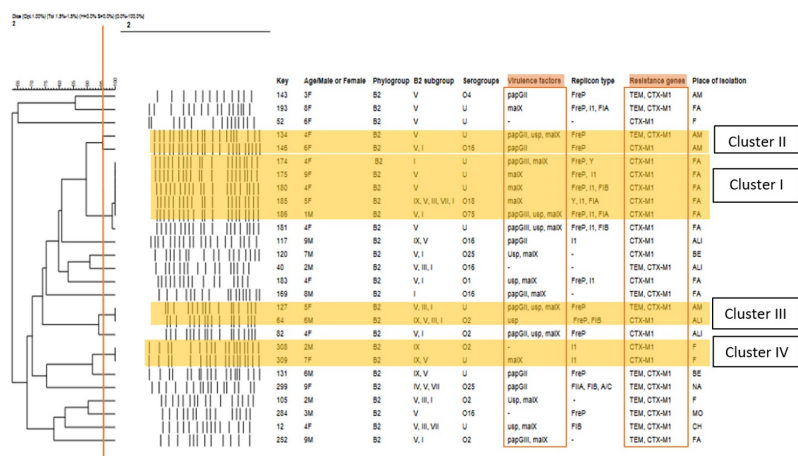 Dice (Opt:1.00%) (Tol 1.5%-1.5%) (H>0.0% S>0.0%) [0.0%-100.0%]
2 2
65 70 75 80 85 90 95 100
Key Age/Male or Female Phylogroup B2 subgroup Serogroups Virulence factors Replicon type Resistance genes Place of Isolation
143 3F B2 V O4 papGII FreP TEM, CTX-M1 AM
193 8F B2 V U malX FreP, I1, FIA TEM, CTX-M1 FA
52 6F B2 V U - - CTX-M1 F
134 4F B2 V U papGII, usp, malX FreP TEM, CTX-M1 AM
Cluster II
146 6F B2 V, I O16 papGII FreP CTX-M1 AM
174 4F B2 I U papGIII, malX FreP, Y CTX-M1 FA
175 9F B2 V U malX FreP, I1 CTX-M1 FA
Cluster I
180 4F B2 V U malX FreP, I1, FIB CTX-M1 FA
185 5F B2 IX, V, III, VII, I O18 malX Y, I1, FIA CTX-M1 FA
186 1M B2 V, I O75 papGIII, usp, malX FreP, I1, FIA CTX-M1 FA
181 4F B2 V U papGIII, usp, malX FreP, I1, FIB CTX-M1 FA
117 9M B2 IX, V O16 papGII I1 CTX-M1 ALI
120 7M B2 V, I O25 Usp, malX - CTX-M1 BE
40 2M B2 V, III, I O16 - - TEM, CTX-M1 ALI
183 4F B2 V, I O1 usp, malX FreP, I1 CTX-M1 FA
169 8M B2 I O16 papGII, malX - TEM, CTX-M1 FA
127 5F B2 V, III, I U papGII, usp, malX FreP TEM, CTX-M1 AM
Cluster III
64 6M B2 IX, V, III, I O2 usp FreP, FIB CTX-M1 ALI
82 4F B2 V, I O2 papGII, usp, malX FreP TEM, CTX-M1 ALI
308 2M B2 IX O2 - I1 CTX-M1 F
Cluster IV
309 7F B2 IX, V U malX I1 CTX-M1 F
131 6M B2 IX, V U papGII FreP TEM, CTX-M1 BE
299 9F B2 IV, V, VII O25 papGII FIIA, FIB, A/C TEM, CTX-M1 NA
105 2M B2 V, III, I O2 Usp, malX - TEM, CTX-M1 F
284 3M B2 V O16 - FreP TEM, CTX-M1 MO
12 4F B2 V, III, VII U usp, malX FIB TEM, CTX-M1 CH
252 9M B2 V, I O2 papGIII, malX - TEM, CTX-M1 FA